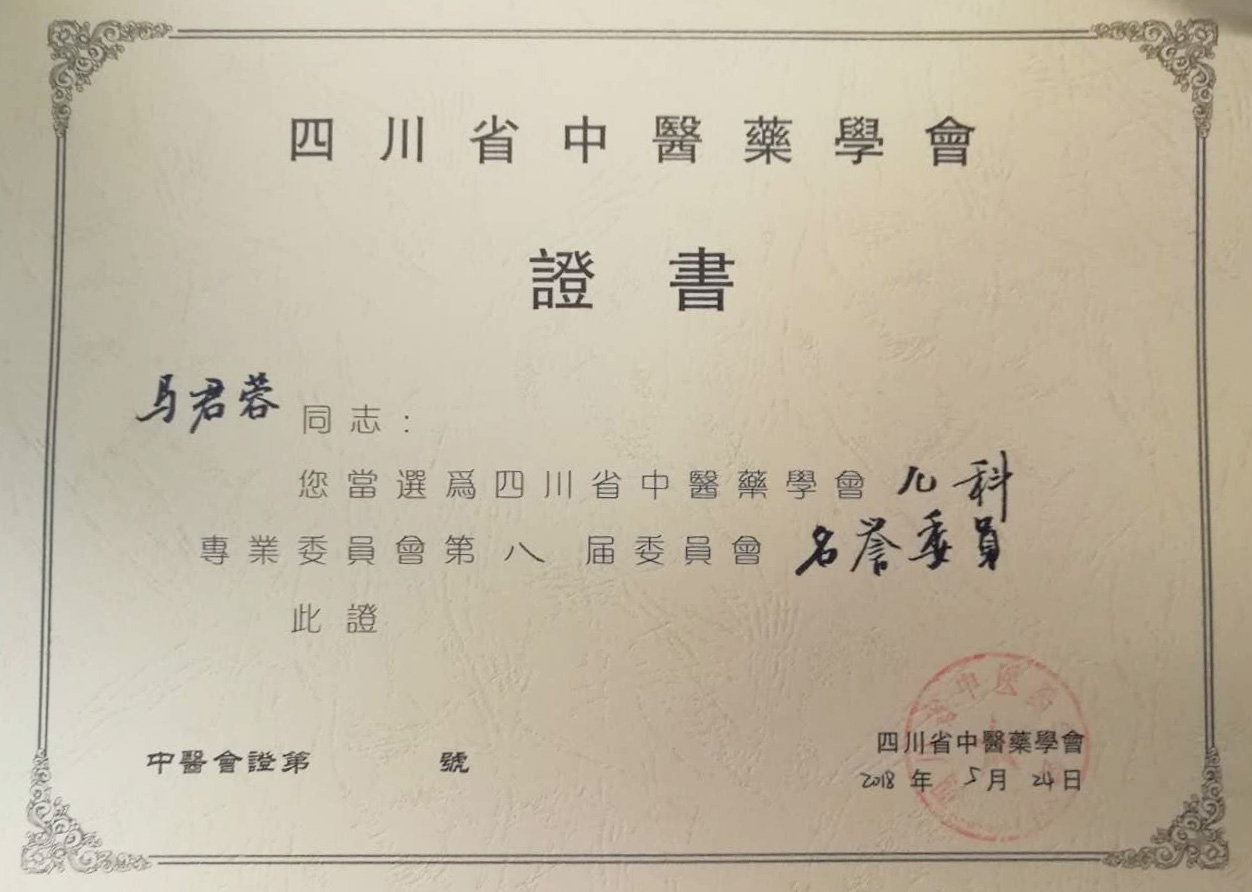 四川省中醫藥學會
證書
马君蓉 同志：
您當選爲四川省中醫藥學會 儿科
專業委員會第八届委員會 名誉委員
此證
中醫會證第 號
四川省中醫藥學會
2018 年 5 月 24 日